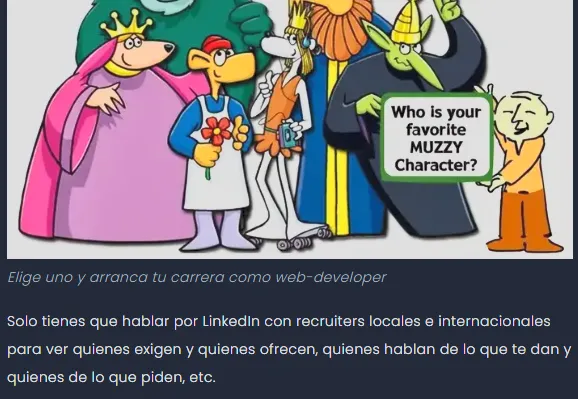 Who is your
favorite
MUZZY
Character?
Elige uno y arranca tu carrera como web-developer
Solo tienes que hablar por LinkedIn con recruiters locales e internacionales
para ver quienes exigen y quienes ofrecen, quienes hablan de lo que te dan y
quienes de lo que piden, etc.